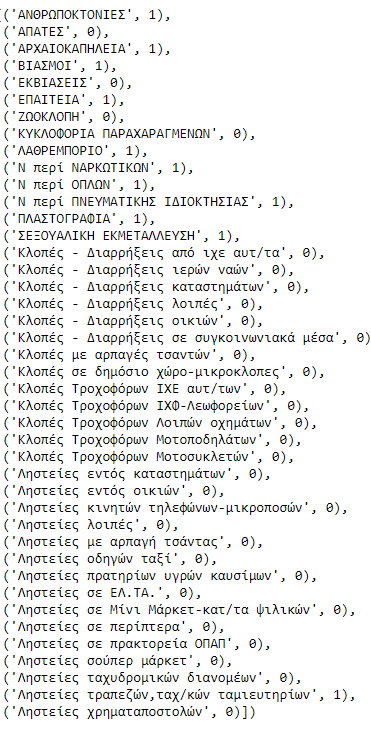 ('ΑΝΘΡΩΠΟΚΤΟΝΙΕΣ', 1),
('ΑΠΑΤΕΣ', 0),
('ΑΡΧΑΙΟΚΑΠΗΛΕΙΑ', 1),
('ΒΙΑΣΜΟΙ', 1),
('ΕΚΒΙΑΣΕΙΣ', 0),
('ΕΠΑΙΤΕΙΑ', 1),
('ΖΩΟΚΛΟΠΗ', 0),
('ΚΥΚΛΟΦΟΡΙΑ ΠΑΡΑΧΑΡΑΓΜΕΝΩΝ', 0),
('ΛΑΘΡΕΜΠΟΡΙΟ', 1),
('Ν περί ΝΑΡΚΩΤΙΚΩΝ', 1),
('Ν περί ΟΠΛΩΝ', 1),
('Ν περί ΠΝΕΥΜΑΤΙΚΗΣ ΙΔΙΟΚΤΗΣΙΑΣ', 1),
('ΠΛΑΣΤΟΓΡΑΦΙΑ', 1),
('ΣΕΞΟΥΑΛΙΚΗ ΕΚΜΕΤΑΛΛΕΥΣΗ', 1),
('Κλοπές - Διαρρήξεις από ιχε αυτ/τα', 0),
('Κλοπές - Διαρρήξεις ιερών ναών', 0),
('Κλοπές - Διαρρήξεις καταστημάτων', 0),
('Κλοπές - Διαρρήξεις λοιπές', 0),
('Κλοπές - Διαρρήξεις οικιών', 0),
('Κλοπές - Διαρρήξεις σε συγκοινωνιακά μέσα', 0)
('Κλοπές με αρπαγές τσαντών', 0),
('Κλοπές σε δημόσιο χώρο-μικροκλοπες', 0),
('Κλοπές Τροχοφόρων ΙΧΕ αυτ/των', 0),
('Κλοπές Τροχοφόρων ΙΧΦ-Λεωφορείων', 0),
('Κλοπές Τροχοφόρων Λοιπών οχημάτων', 0),
('Κλοπές Τροχοφόρων Μοτοποδηλάτων', 0),
('Κλοπές Τροχοφόρων Μοτοσυκλετών', 0),
('Ληστείες εντός καταστημάτων', 0),
('Ληστείες εντός οικιών', 0),
('Ληστείες κινητών τηλεφώνων-μικροποσών', 0),
('Ληστείες λοιπές', 0),
('Ληστείες με αρπαγή τσάντας', 0),
('Ληστείες οδηγών ταξί', 0),
('Ληστείες πρατηρίων υγρών καυσίμων', 0),
('Ληστείες σε ΕΛ.ΤΑ.', 0),
('Ληστείες σε Μίνι Μάρκετ-κατ/τα ψιλικών', 0),
('Ληστείες σε περίπτερα', 0),
('Ληστείες σε πρακτορεία ΟΠΑΠ', 0),
('Ληστείες σούπερ μάρκετ', 0),
('Ληστείες ταχυδρομικών διανομέων', 0),
('Ληστείες τραπεζών,ταχ/κών ταμιευτηρίων', 1),
('Ληστείες χρηματαποστολών', 0)])